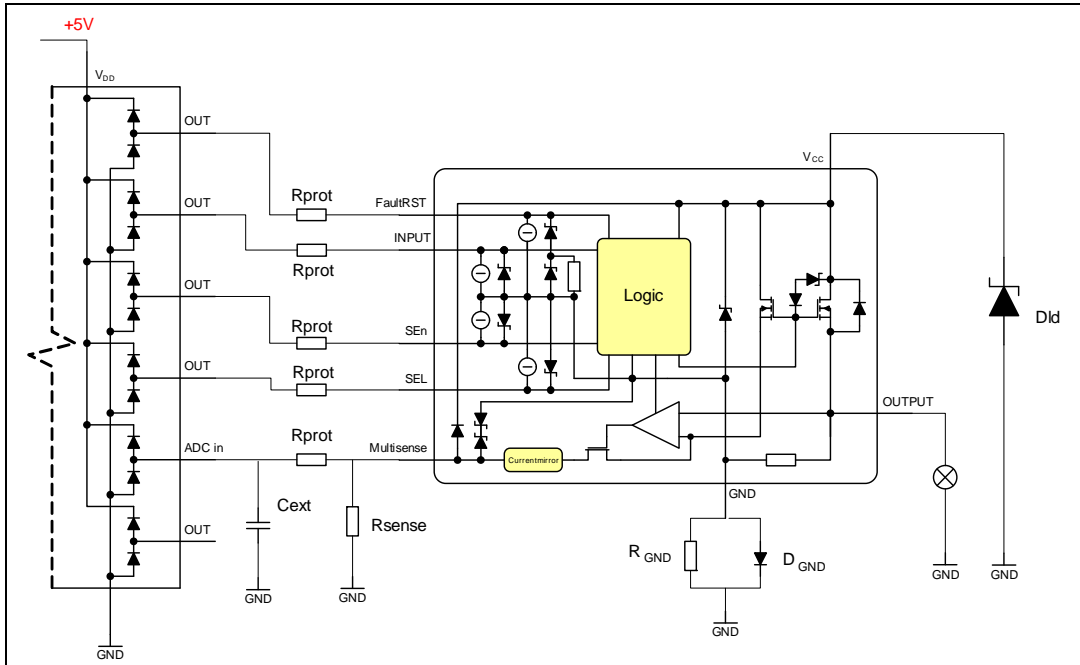 +5V
VDD
OUT
OUT
OUT
OUT
ADC in
OUT
GND
Rprot
Rprot
Rprot
Rprot
Rprot
FaultRST
INPUT
SEn
SEL
Multisense
Cext
GND
Rsense
GND
VCC
Logic
Currentmirror
OUTPUT
GND
R GND
D GND
GND
GND
GND
Dld